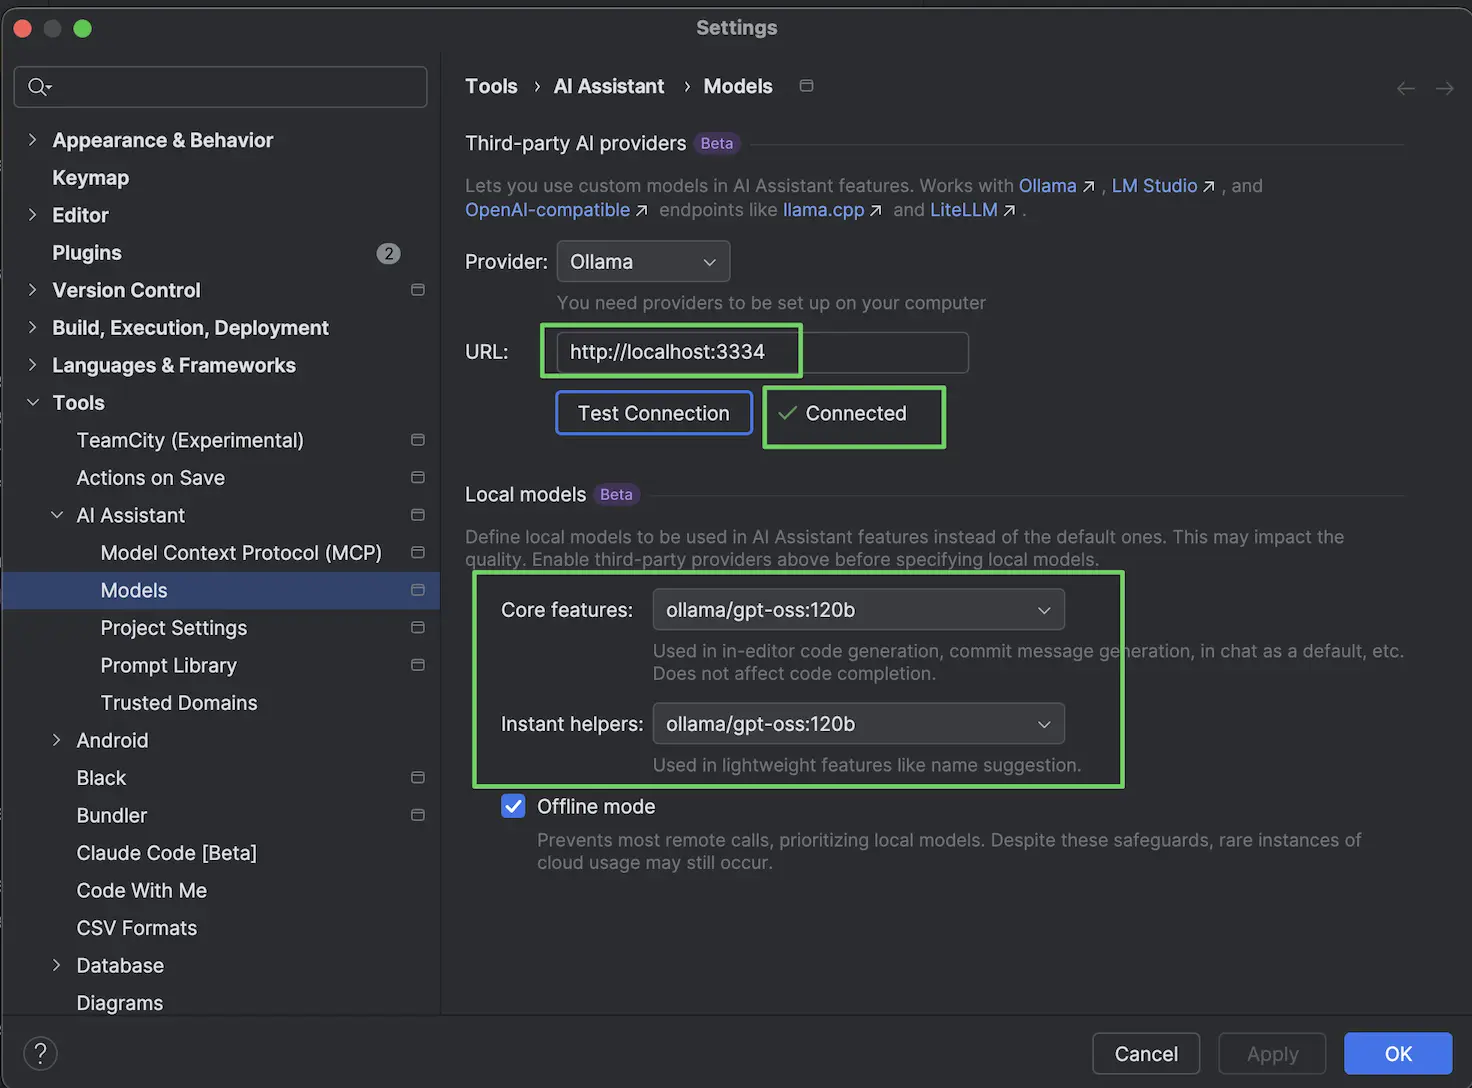 Settings
Appearance & Behavior
Keymap
Editor
Plugins 2
Version Control
Build, Execution, Deployment
Languages & Frameworks
Tools
TeamCity (Experimental)
Actions on Save
AI Assistant
Model Context Protocol (MCP)
Models
Project Settings
Prompt Library
Trusted Domains
Android
Black
Bundler
Claude Code [Beta]
Code With Me
CSV Formats
Database
Diagrams
Tools › AI Assistant › Models
Third-party AI providers Beta
Lets you use custom models in AI Assistant features. Works with Ollama ↗ , LM Studio ↗ , and
OpenAI-compatible ↗ endpoints like llama.cpp ↗ and LiteLLM ↗ .
Provider: Ollama
You need providers to be set up on your computer
URL: http://localhost:3334
Test Connection ✓ Connected
Local models Beta
Define local models to be used in AI Assistant features instead of the default ones. This may impact the
quality. Enable third-party providers above before specifying local models.
Core features: ollama/gpt-oss:120b
Used in in-editor code generation, commit message generation, in chat as a default, etc.
Does not affect code completion.
Instant helpers: ollama/gpt-oss:120b
Used in lightweight features like name suggestion.
Offline mode
Prevents most remote calls, prioritizing local models. Despite these safeguards, rare instances of
cloud usage may still occur.
? Cancel Apply OK